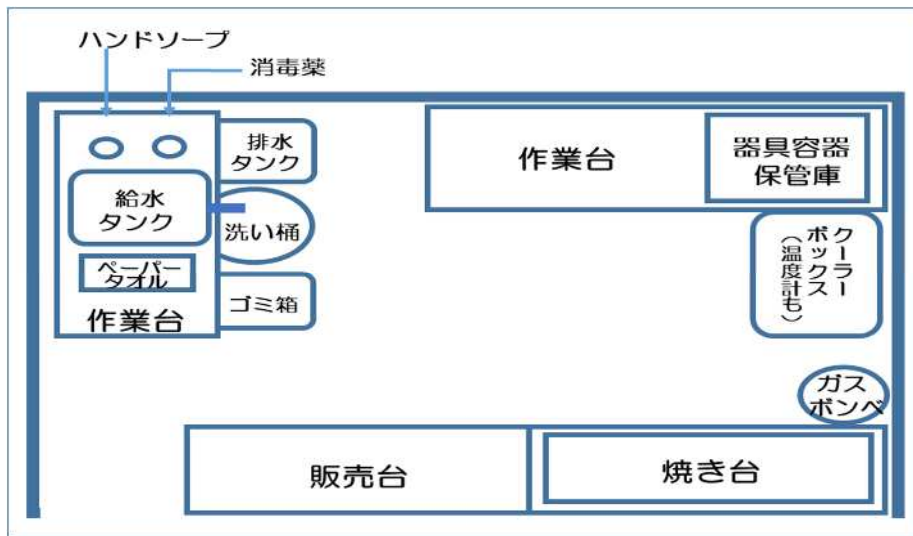 ハンドソープ
消毒薬
排水
タンク
給水
タンク
洗い桶
ペーパー
タオル
ゴミ箱
作業台
作業台
器具容器
保管庫
クーラー
ボックス
（温度計も）
ガス
ボンベ
販売台
焼き台